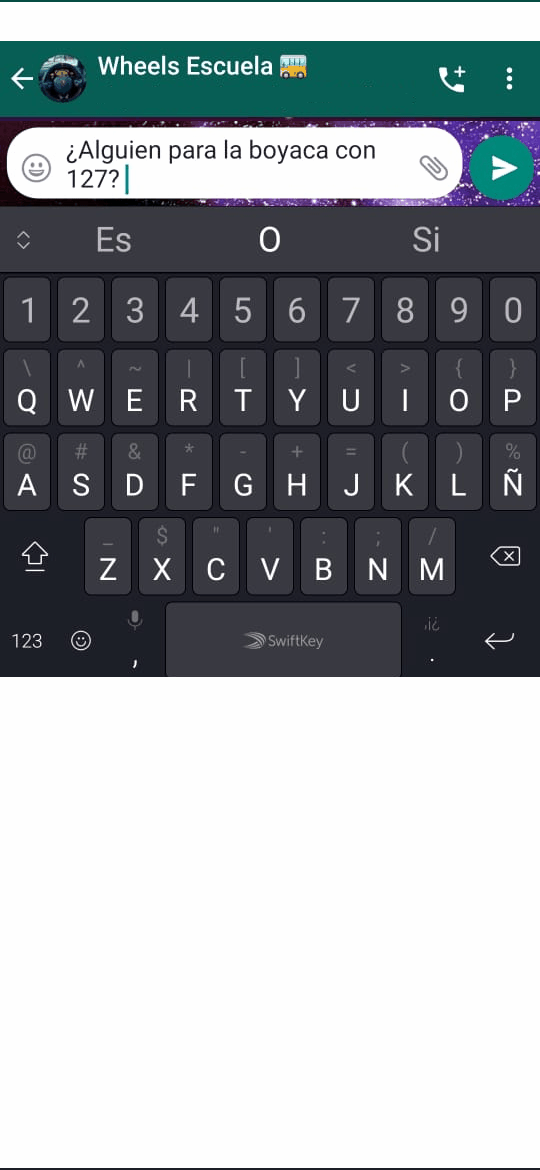 Wheels Escuela 🚌
¿Alguien para la boyaca con
127?
Es O Si
1 2 3 4 5 6 7 8 9 0
\ ^ ~ | [ ] < > { }
Q W E R T Y U I O P
@ # & * - + = ( ) %
A S D F G H J K L Ñ
_ $ " ' : ; /
Z X C V B N M
123 , SwiftKey ,¡¿ .